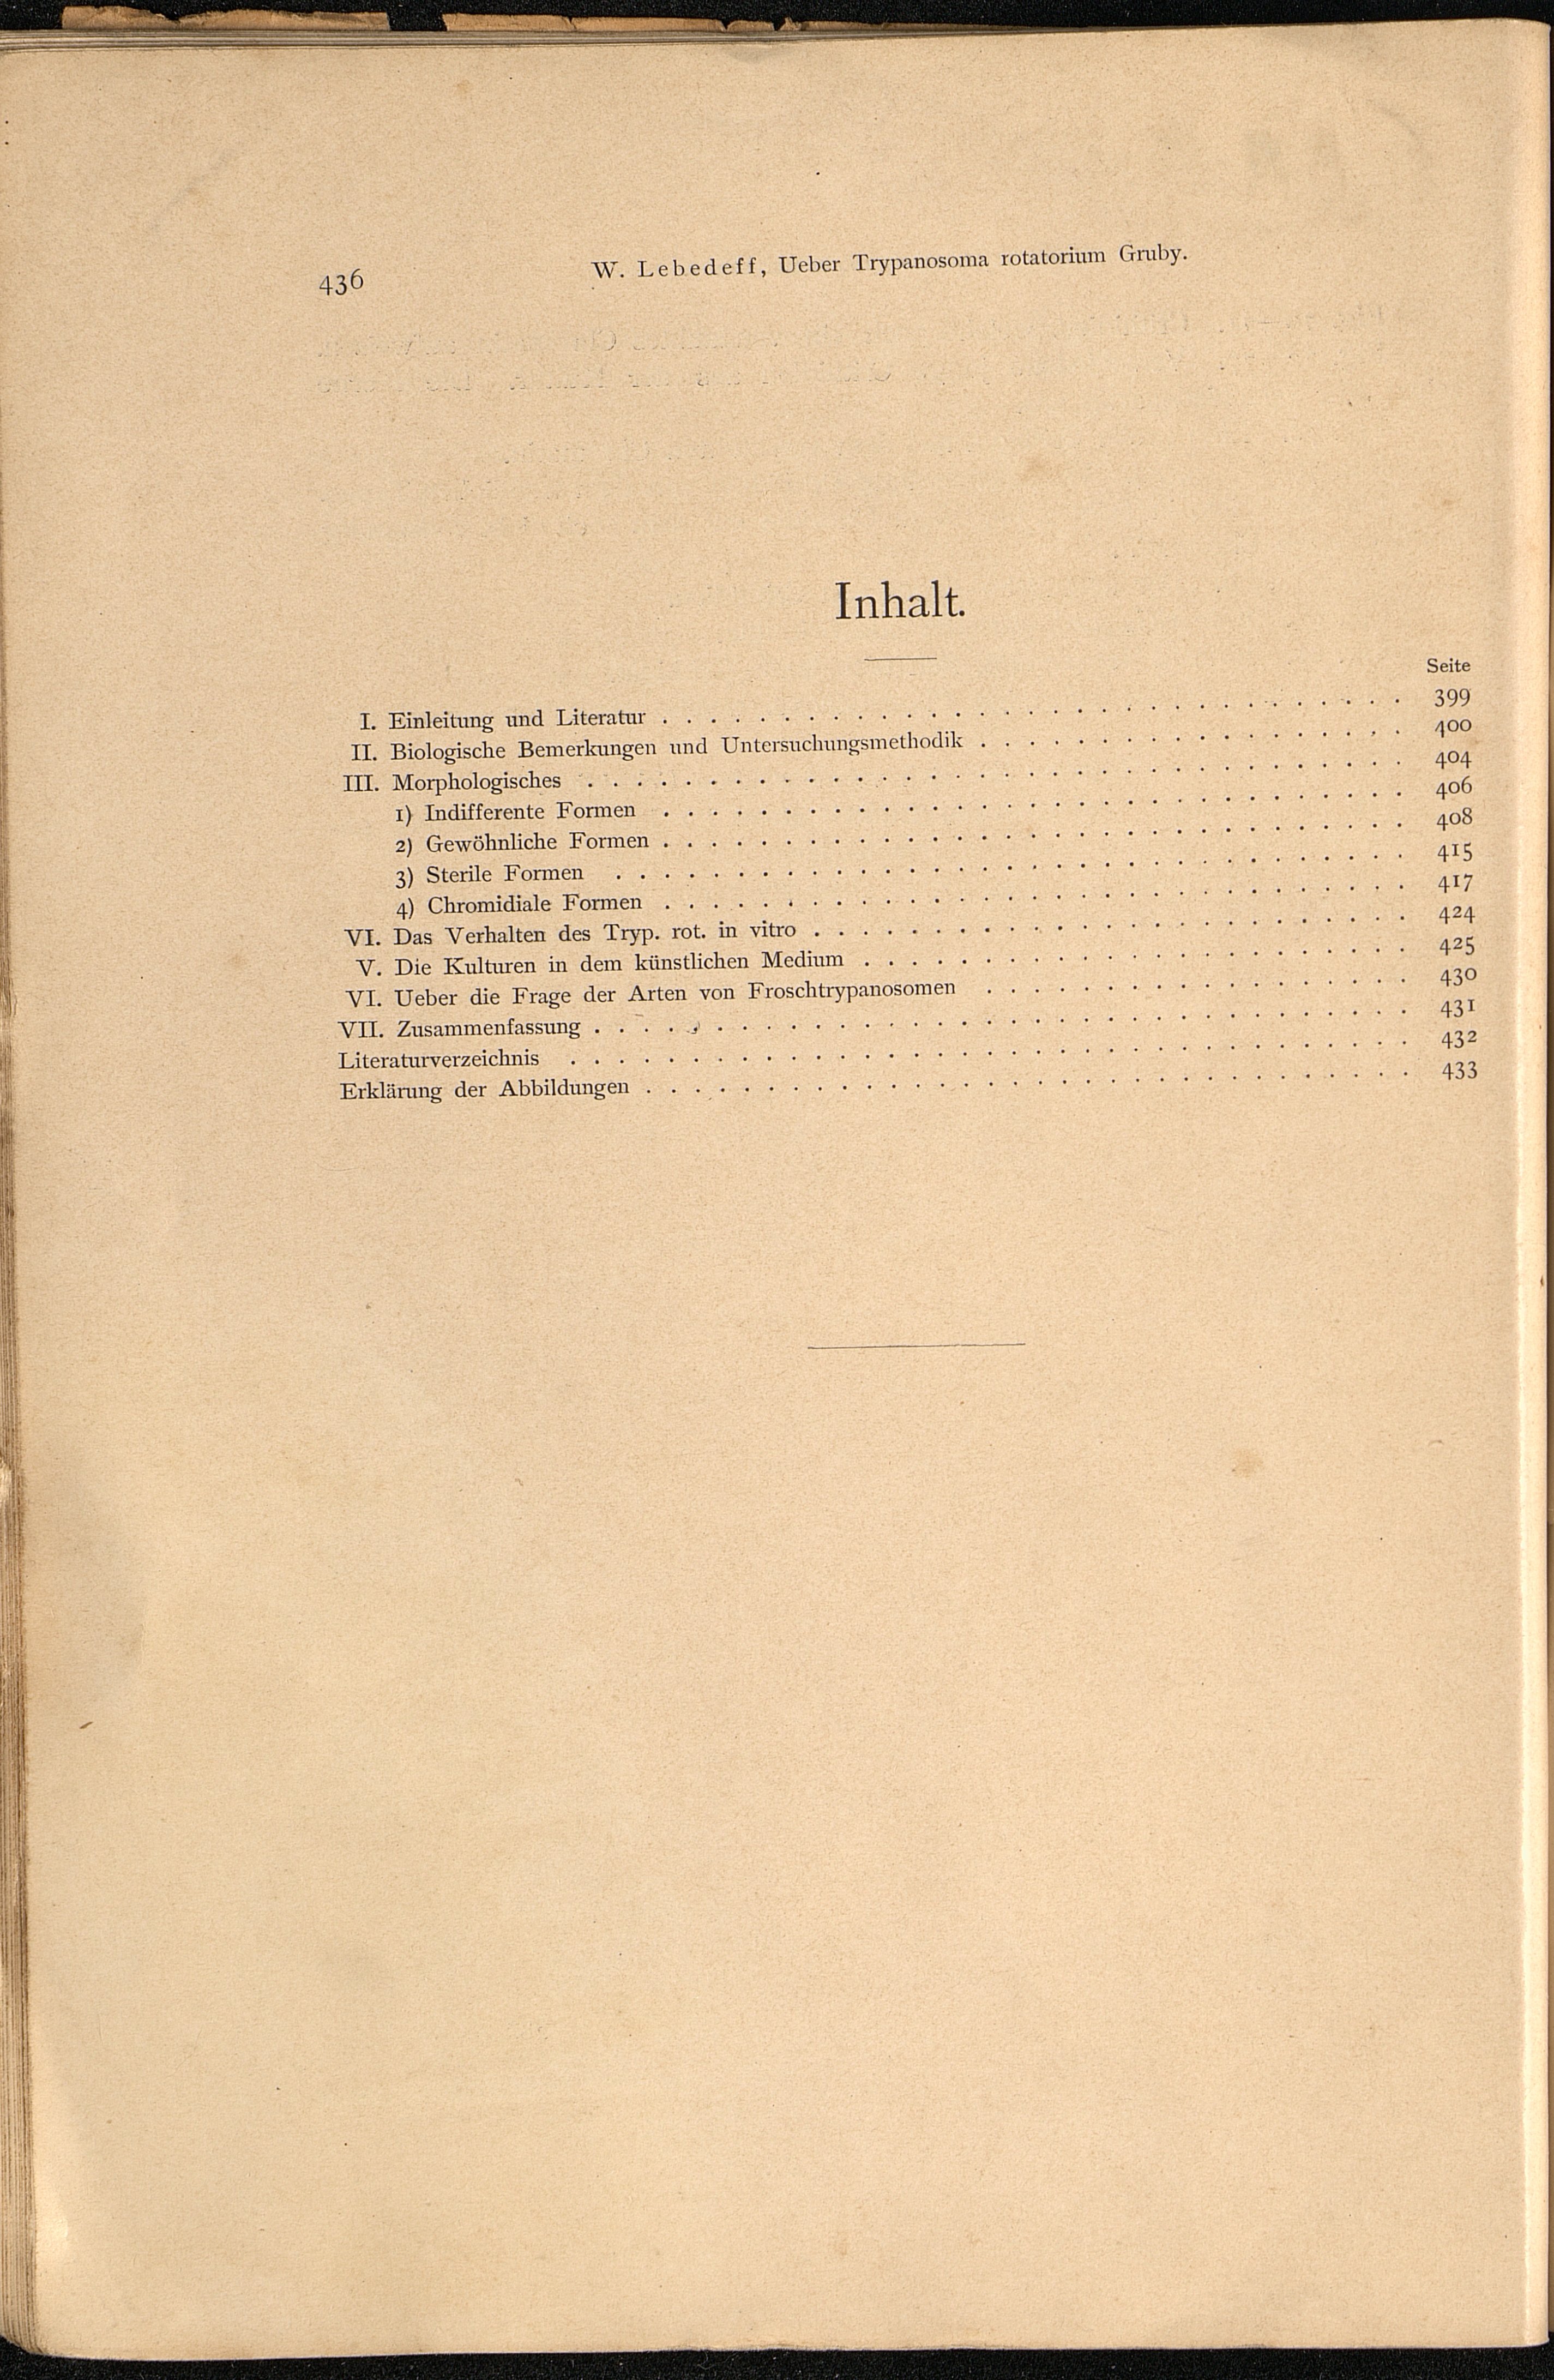 436
W. Lebedeff, Ueber Trypanosoma rotatorium Gruby.
Inhalt.
Seite
I. Einleitung und Literatur . . . . . . . . . . . . . . . . . . . . . . . . . . . . . . . 399
II. Biologische Bemerkungen und Untersuchungsmethodik . . . . . . . . . . . . . . . . . . 400
III. Morphologisches . . . . . . . . . . . . . . . . . . . . . . . . . . . . . . . . . . 404
1) Indifferente Formen . . . . . . . . . . . . . . . . . . . . . . . . . . . . . . . 406
2) Gewöhnliche Formen . . . . . . . . . . . . . . . . . . . . . . . . . . . . . . . 408
3) Sterile Formen . . . . . . . . . . . . . . . . . . . . . . . . . . . . . . . . . 415
4) Chromidiale Formen . . . . . . . . . . . . . . . . . . . . . . . . . . . . . . . 417
VI. Das Verhalten des Tryp. rot. in vitro . . . . . . . . . . . . . . . . . . . . . . . . . 424
V. Die Kulturen in dem künstlichen Medium . . . . . . . . . . . . . . . . . . . . . . . 425
VI. Ueber die Frage der Arten von Froschtrypanosomen . . . . . . . . . . . . . . . . . . 430
VII. Zusammenfassung . . . . . . . . . . . . . . . . . . . . . . . . . . . . . . . . . . 431
Literaturverzeichnis . . . . . . . . . . . . . . . . . . . . . . . . . . . . . . . . . . . 432
Erklärung der Abbildungen . . . . . . . . . . . . . . . . . . . . . . . . . . . . . . . . 433